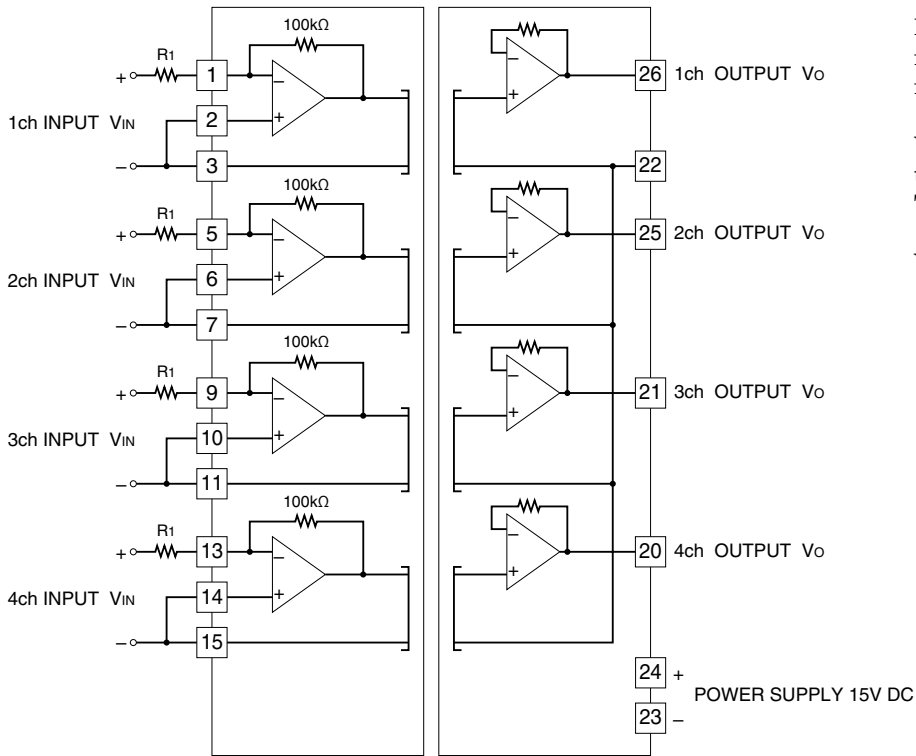 100kΩ
R1
+
1
−
+
2
1ch INPUT VIN
−
3
−
+
26
1ch OUTPUT VO
22
100kΩ
R1
+
5
−
+
6
2ch INPUT VIN
−
7
−
+
25
2ch OUTPUT VO
100kΩ
R1
+
9
−
+
10
3ch INPUT VIN
−
11
−
+
21
3ch OUTPUT VO
100kΩ
R1
+
13
−
+
14
4ch INPUT VIN
−
15
−
+
20
4ch OUTPUT VO
24 +
POWER SUPPLY 15V DC
23 −